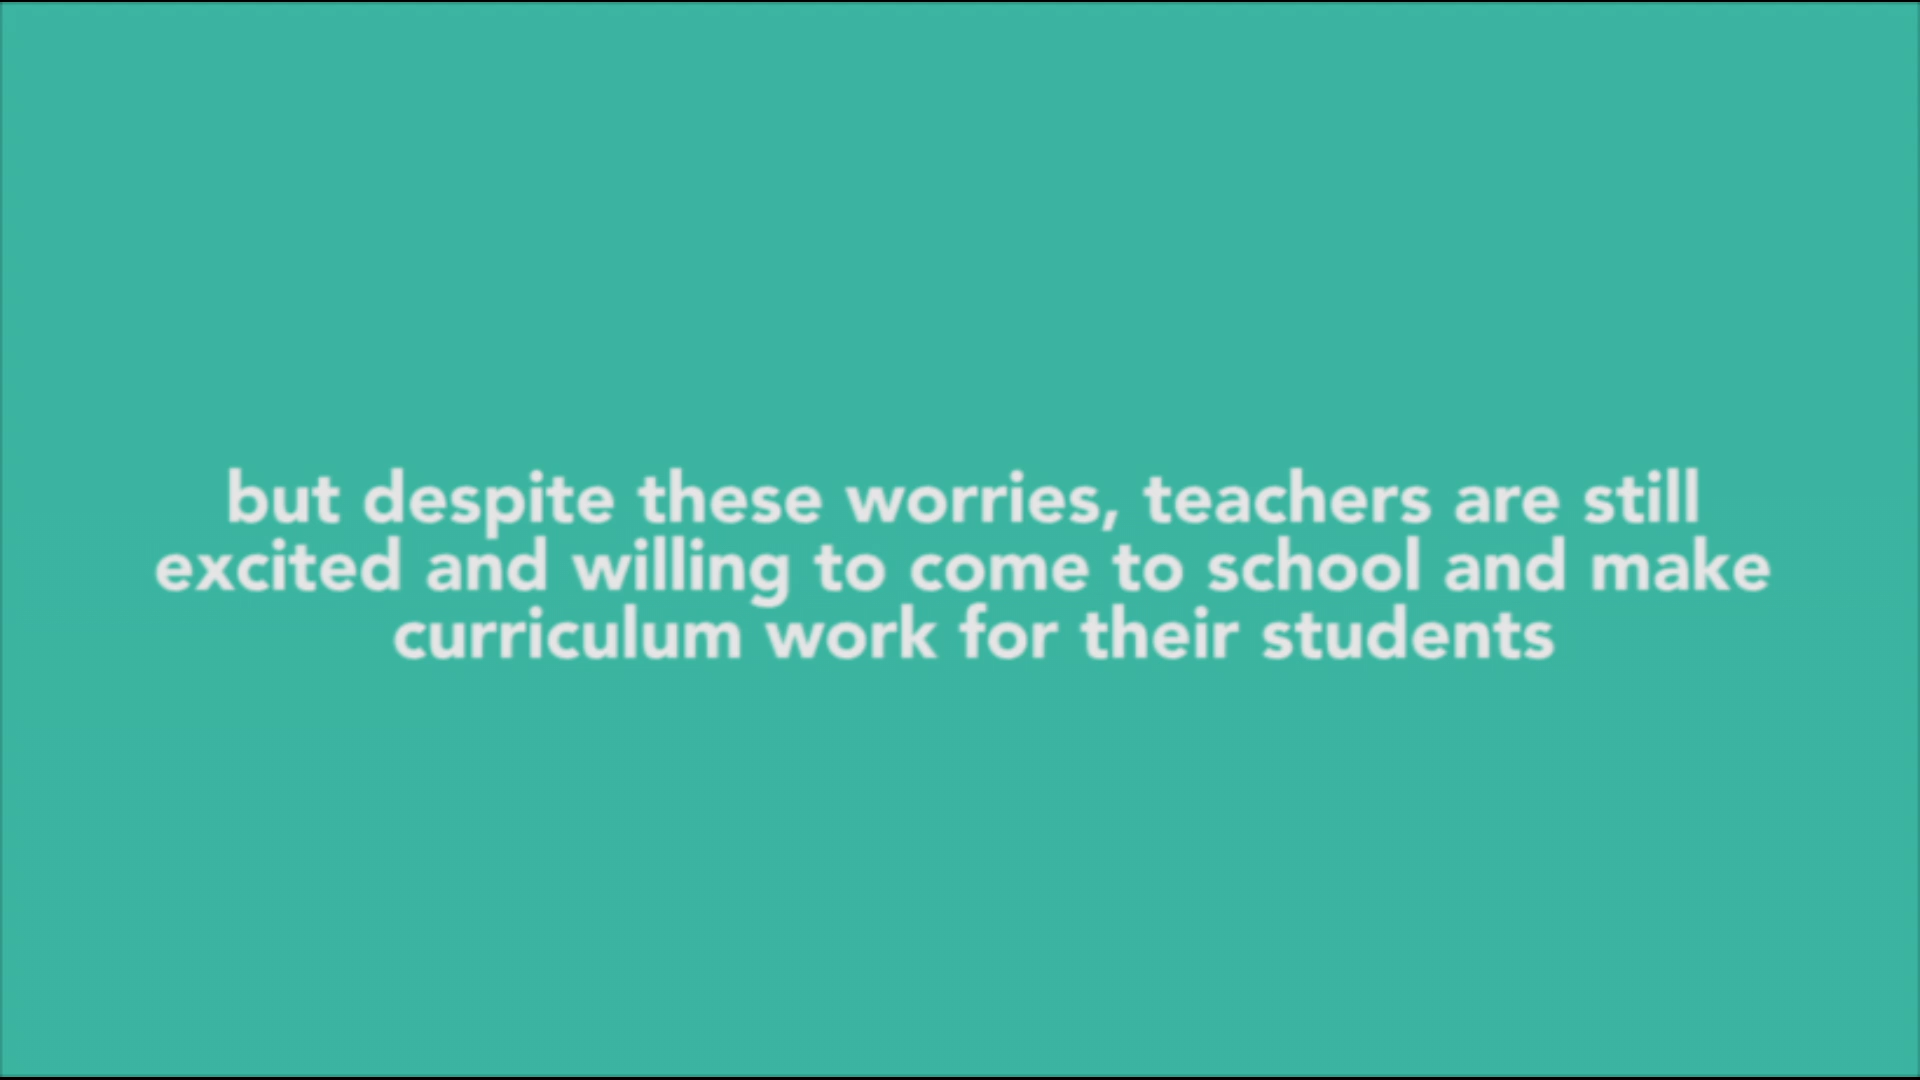 but despite these worries, teachers are still
excited and willing to come to school and make
curriculum work for their students